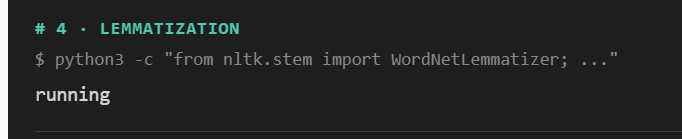 # 4 · LEMMATIZATION
$ python3 -c "from nltk.stem import WordNetLemmatizer; ..."
running